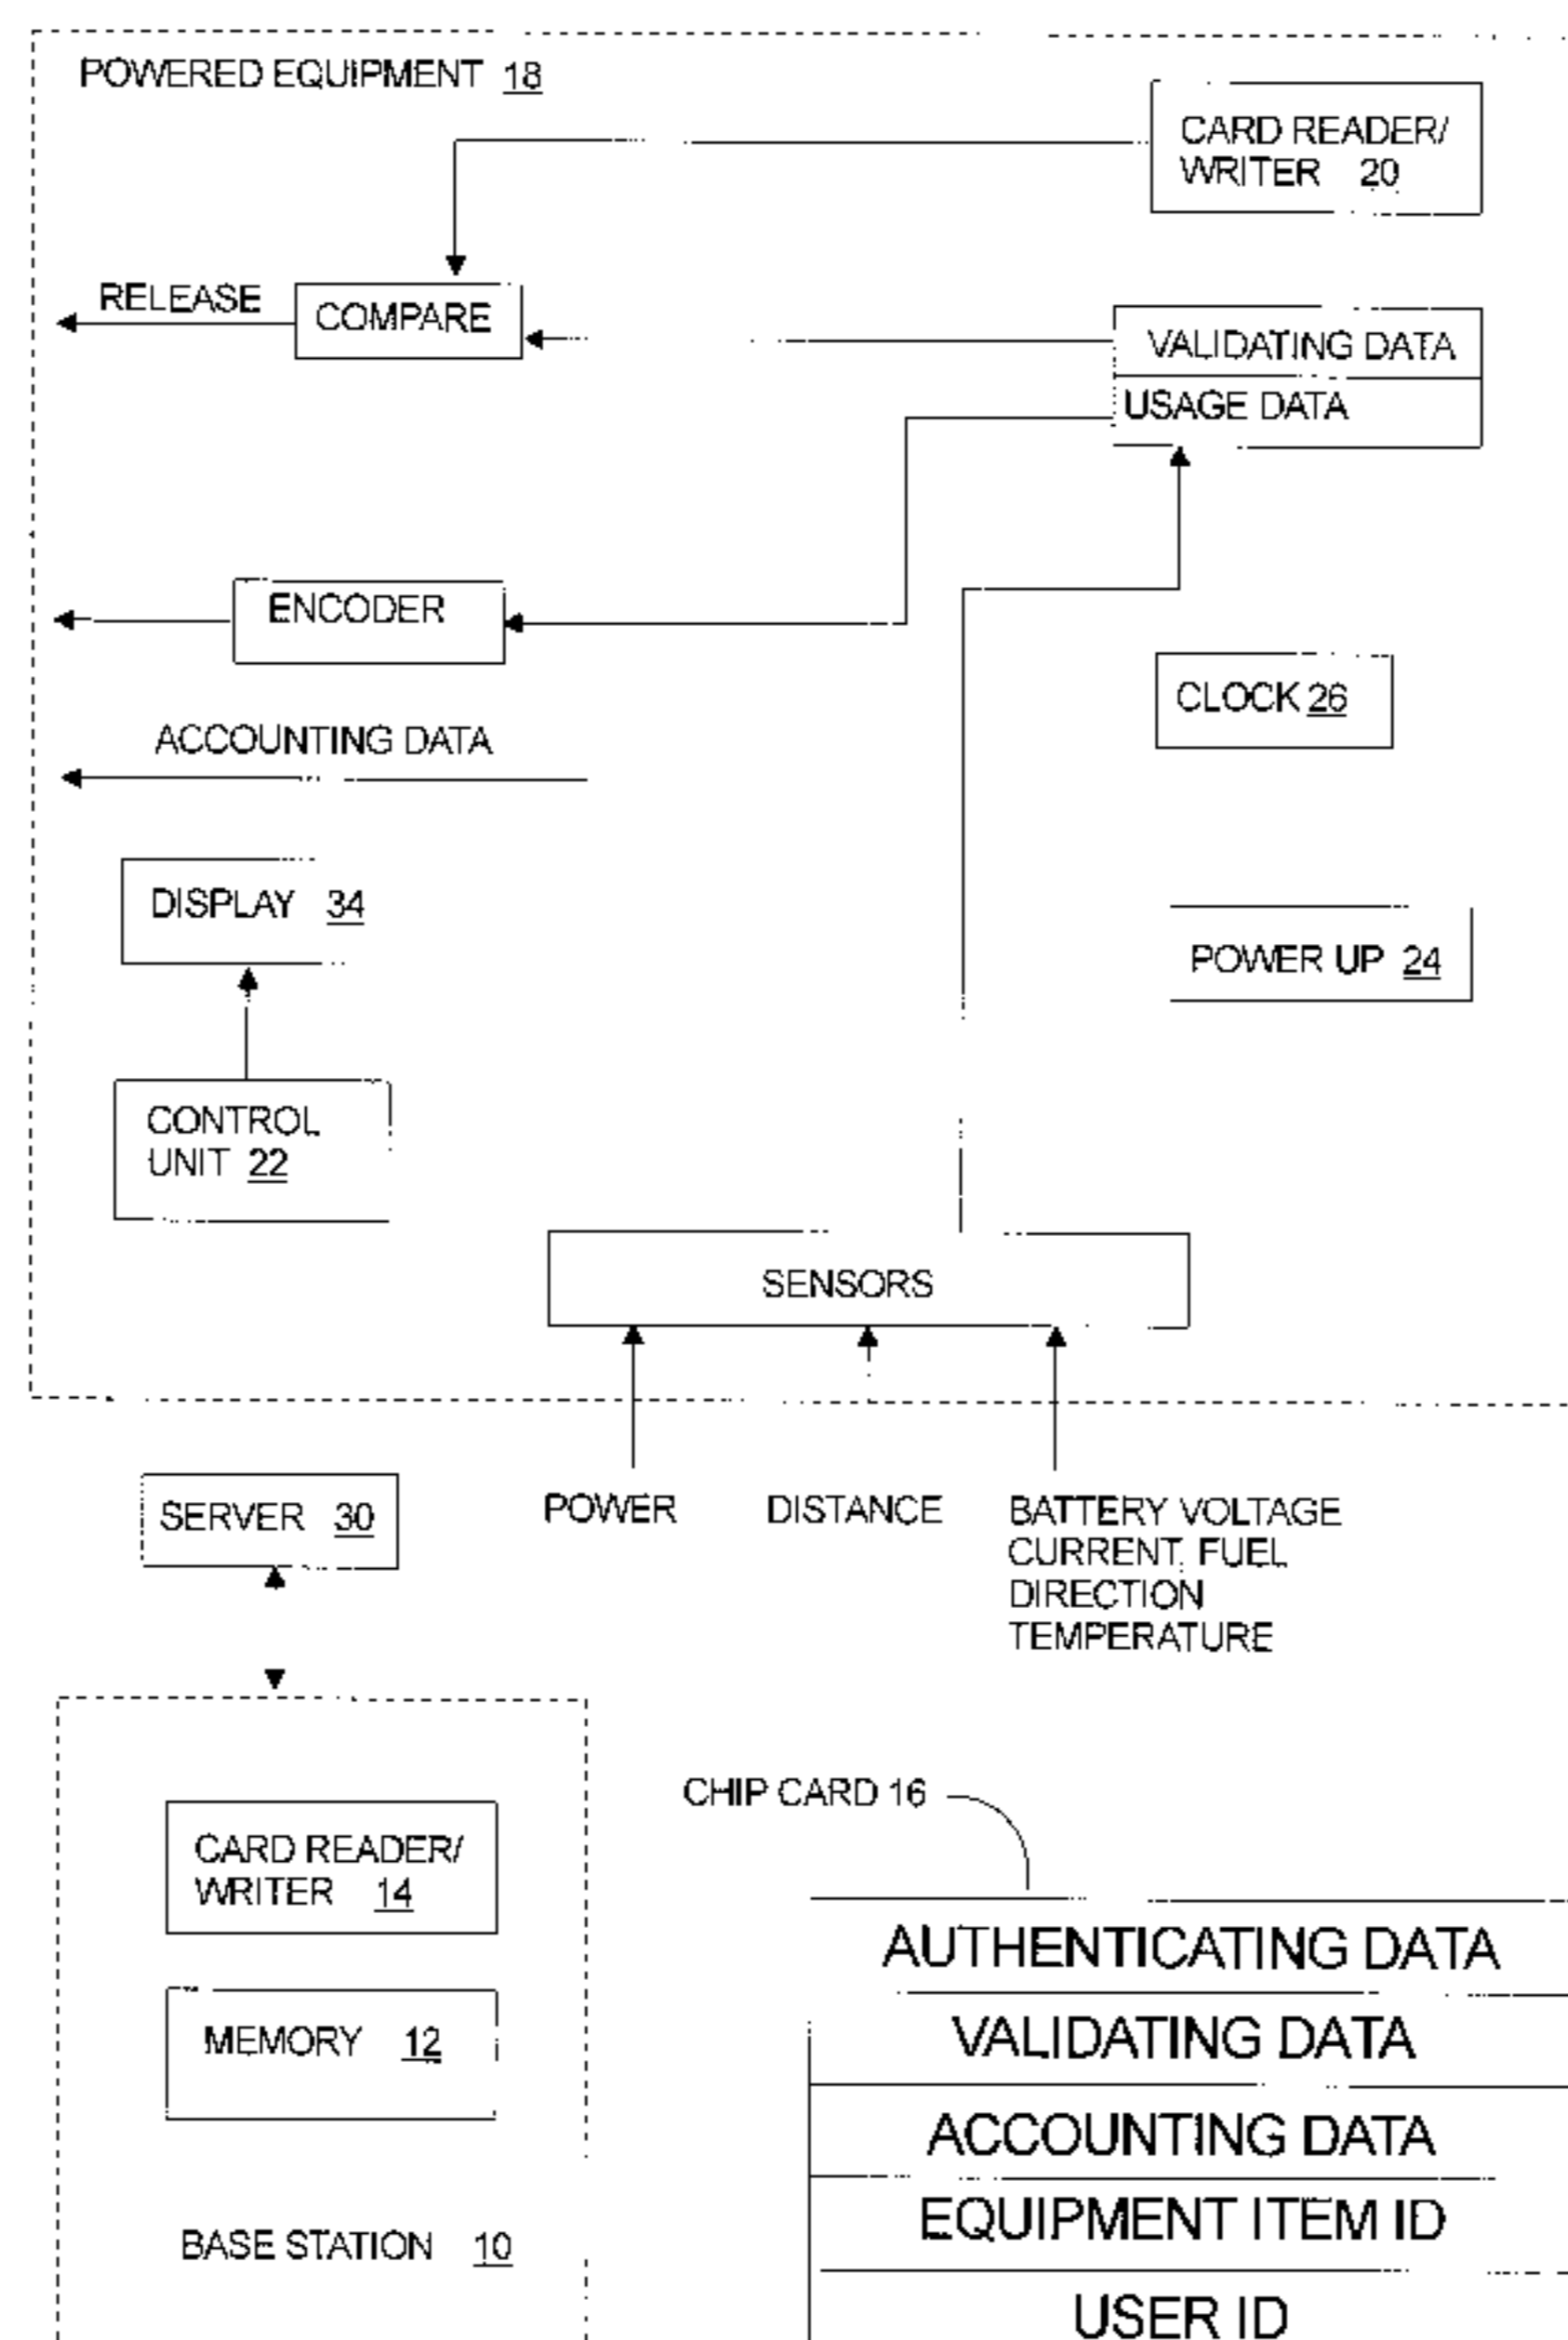 POWERED EQUIPMENT 18
CARD READER/
WRITER 20
RELEASE
COMPARE
VALIDATING DATA
USAGE DATA
ENCODER
CLOCK 26
ACCOUNTING DATA
DISPLAY 34
POWER UP 24
CONTROL
UNIT 22
SENSORS
SERVER 30
POWER
DISTANCE
BATTERY VOLTAGE
CURRENT, FUEL
DIRECTION
TEMPERATURE
CHIP CARD 16
CARD READER/
WRITER 14
MEMORY 12
BASE STATION 10
AUTHENTICATING DATA
VALIDATING DATA
ACCOUNTING DATA
EQUIPMENT ITEM ID
USER ID